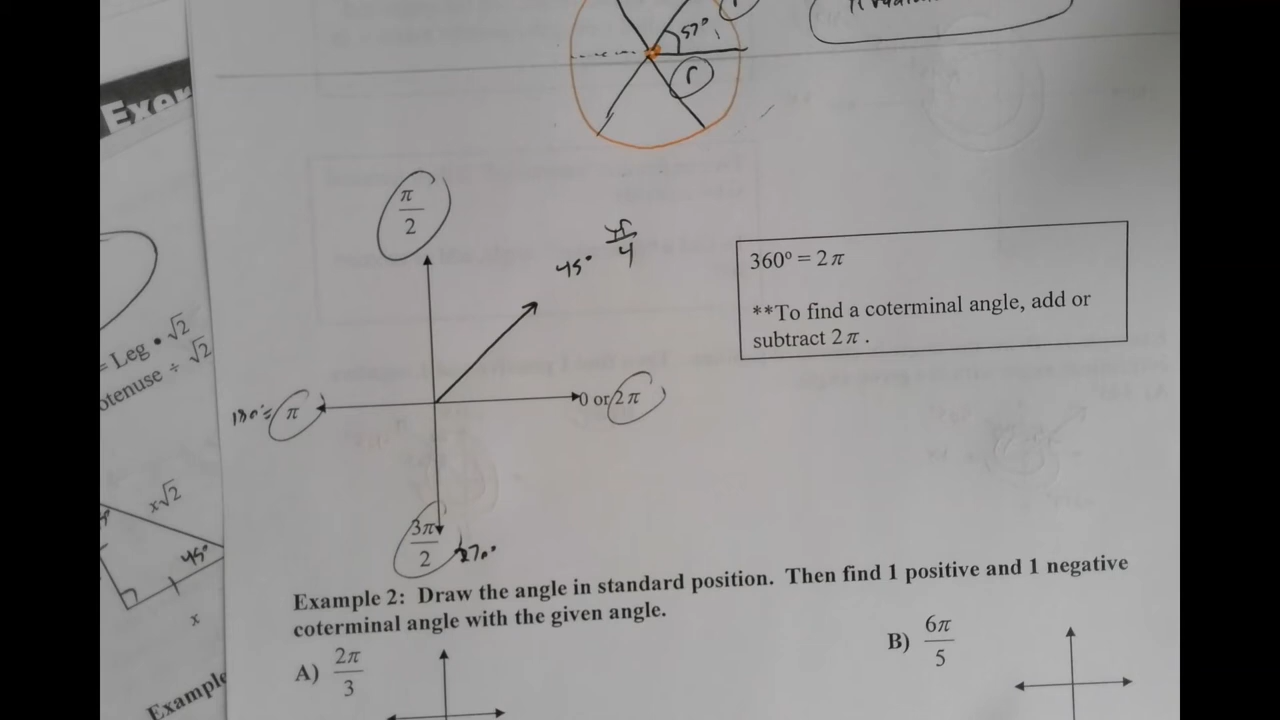 57°
r
Exer
π
2
π
4
45°
360° = 2π
**To find a coterminal angle, add or
subtract 2π .
= Leg • √2
otenuse ÷ √2
180°= π
0 or 2π
x√2
45°
x
3π
2
270°
Example 2: Draw the angle in standard position. Then find 1 positive and 1 negative
coterminal angle with the given angle.
A) 2π
3
B) 6π
5
Example